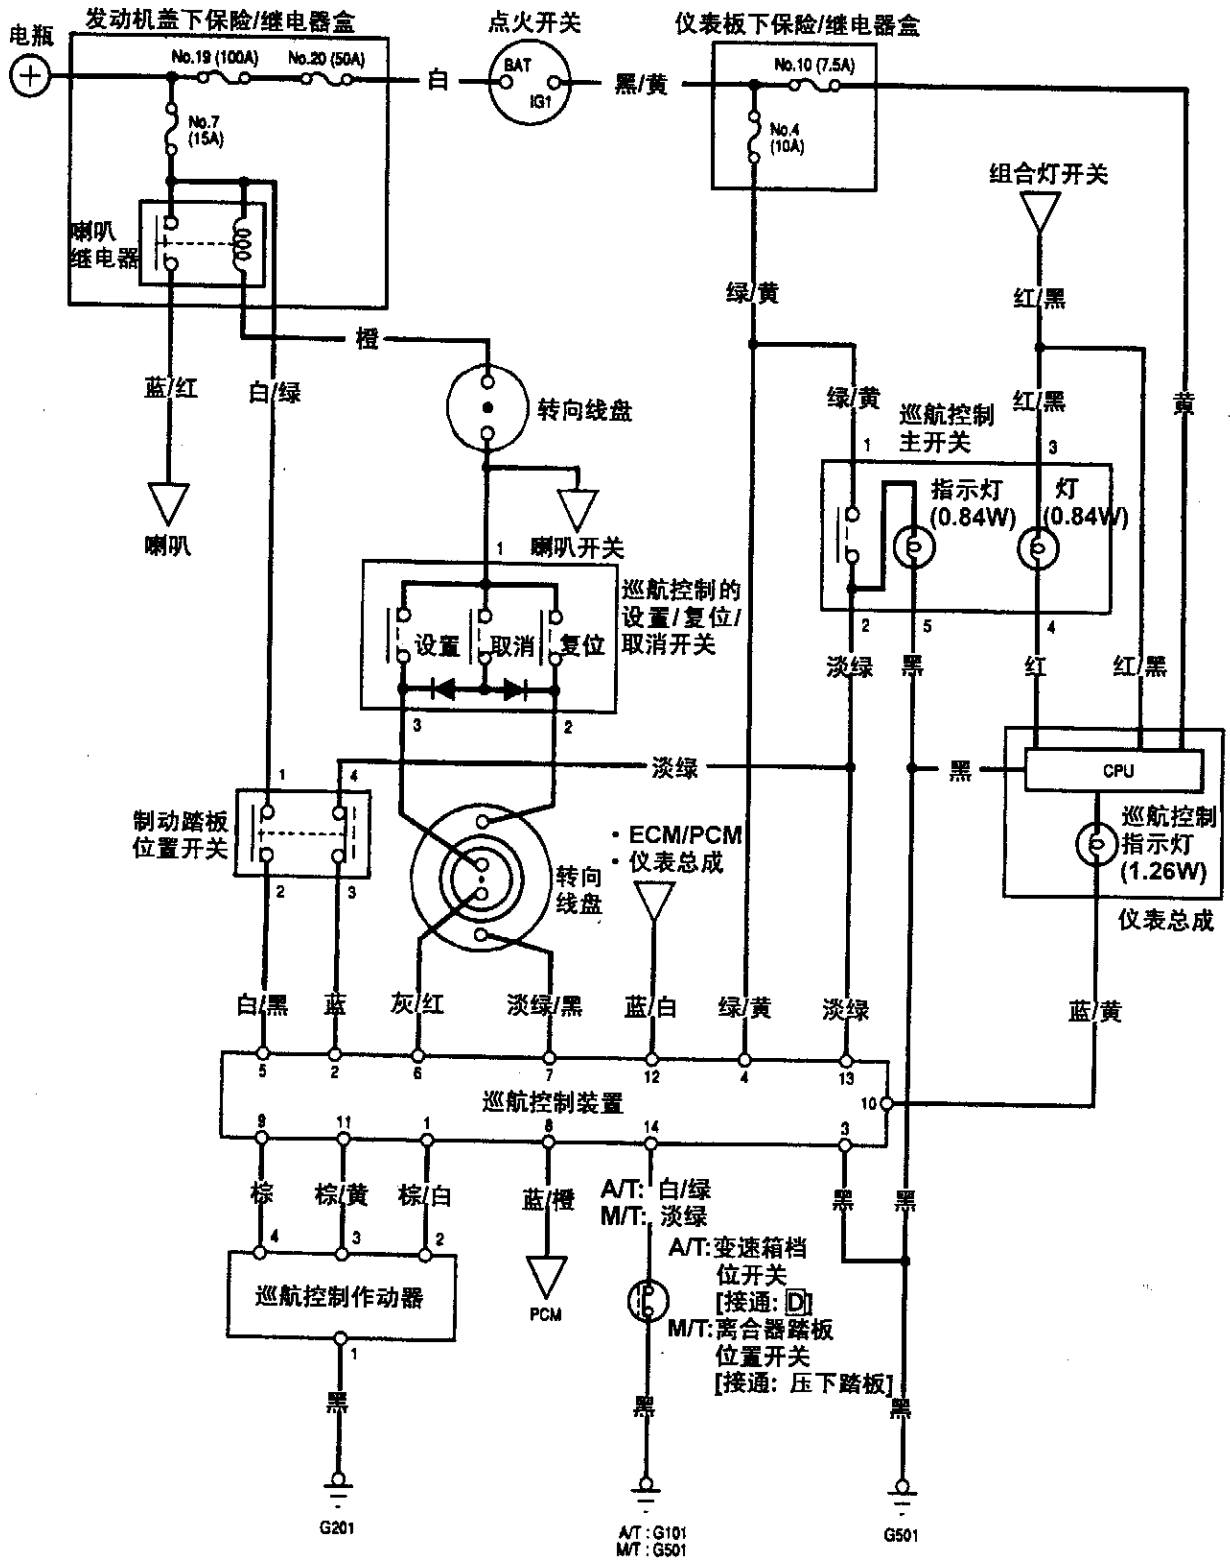 发动机盖下保险/继电器盒
点火开关
仪表板下保险/继电器盒
电瓶
No.19 (100A)
No.20 (50A)
白
BAT
IG1
黑/黄
No.10 (7.5A)
No.7
(15A)
No.4
(10A)
组合灯开关
喇叭
继电器
绿/黄
红/黑
橙
蓝/红
白/绿
转向线盘
绿/黄
红/黑
黄
巡航控制
主开关
1
3
指示灯
(0.84W)
灯
(0.84W)
喇叭
喇叭开关
1
巡航控制的
设置/复位/
取消开关
设置
取消
复位
2
5
4
淡绿
黑
红
红/黑
3
2
淡绿
黑
CPU
1
4
制动踏板
位置开关
2
3
转向
线盘
· ECM/PCM
· 仪表总成
巡航控制
指示灯
(1.26W)
仪表总成
白/黑
蓝
灰/红
淡绿/黑
蓝/白
绿/黄
淡绿
蓝/黄
5
2
6
7
12
4
13
巡航控制装置
10
9
11
1
8
14
3
棕
棕/黄
棕/白
蓝/橙
A/T: 白/绿
M/T: 淡绿
黑
黑
4
3
2
巡航控制作动器
PCM
A/T:变速箱档
位开关
[接通: D]
M/T:离合器踏板
位置开关
[接通: 压下踏板]
1
黑
黑
黑
G201
A/T : G101
M/T : G501
G501